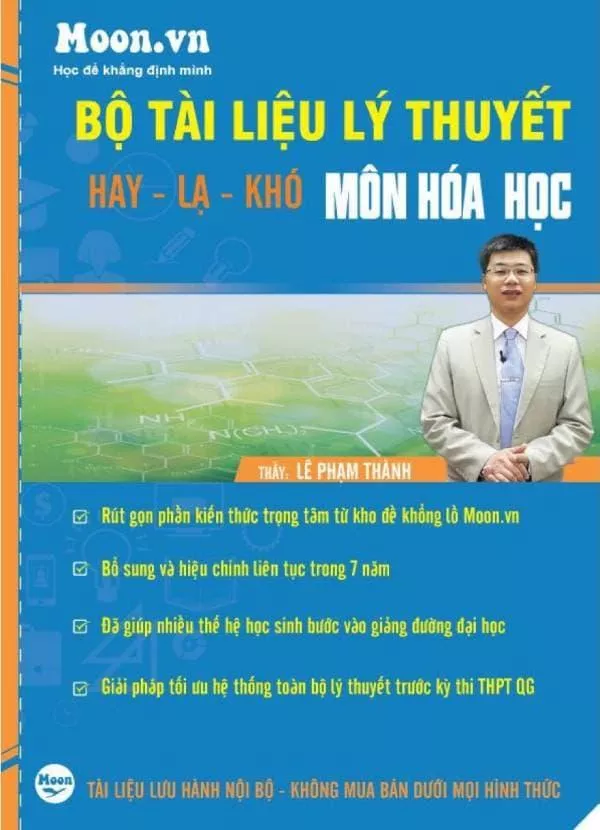 Moon.vn
Học để khẳng định mình
BỘ TÀI LIỆU LÝ THUYẾT
HAY - LẠ - KHÓ MÔN HÓA HỌC
NH
N(CH
THẦY: LÊ PHẠM THÀNH
Rút gọn phần kiến thức trọng tâm từ kho đề khổng lồ Moon.vn
Bổ sung và hiệu chỉnh liên tục trong 7 năm
Đã giúp nhiều thế hệ học sinh bước vào giảng đường đại học
Giải pháp tối ưu hệ thống toàn bộ lý thuyết trước kỳ thi THPT QG
Moon
TÀI LIỆU LƯU HÀNH NỘI BỘ - KHÔNG MUA BÁN DƯỚI MỌI HÌNH THỨC